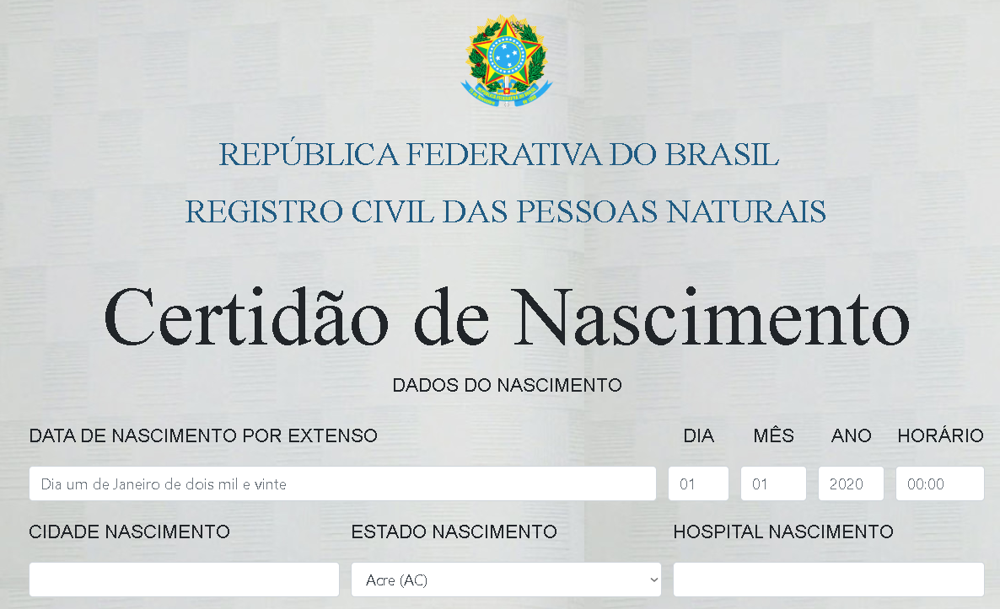 REPÚBLICA FEDERATIVA DO BRASIL
REGISTRO CIVIL DAS PESSOAS NATURAIS
Certidão de Nascimento
DADOS DO NASCIMENTO
DATA DE NASCIMENTO POR EXTENSO DIA MÊS ANO HORÁRIO
Dia um de Janeiro de dois mil e vinte 01 01 2020 00:00
CIDADE NASCIMENTO ESTADO NASCIMENTO HOSPITAL NASCIMENTO
Acre (AC)